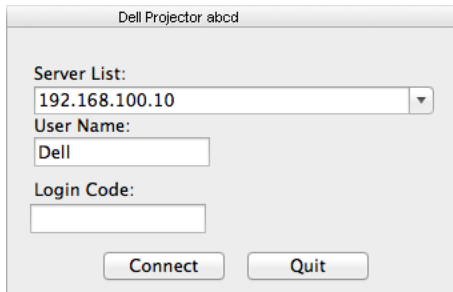 Dell Projector abcd
Server List:
192.168.100.10
User Name:
Dell
Login Code:
Connect Quit